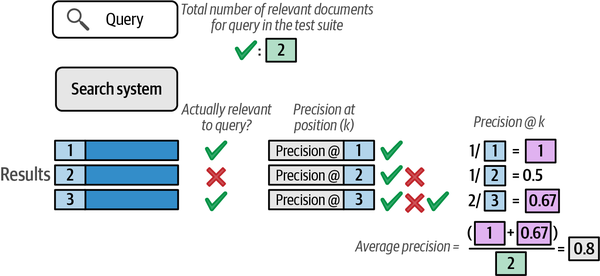 Query
Total number of relevant documents
for query in the test suite
: 2
Search system
Actually relevant
to query?
Precision at
position (k)
Precision @ k
Results
1
Precision @ 1
1/ 1 = 1
2
Precision @ 2
1/ 2 = 0.5
3
Precision @ 3
2/ 3 = 0.67
Average precision = ( 1 + 0.67 ) = 0.8
2